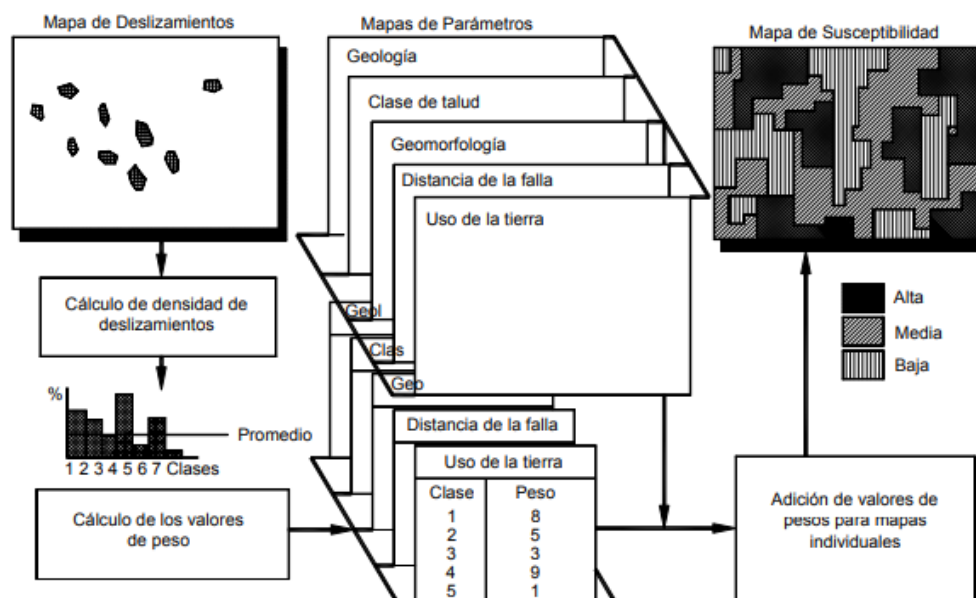 Mapa de Deslizamientos
Cálculo de densidad de
deslizamientos
%
Promedio
1 2 3 4 5 6 7 Clases
Cálculo de los valores
de peso
Mapas de Parámetros
Geología
Clase de talud
Geomorfología
Distancia de la falla
Uso de la tierra
Geol
Clas
Geo
Distancia de la falla
Uso de la tierra
Clase Peso
1 8
2 5
3 3
4 9
5 1
Mapa de Susceptibilidad
Alta
Media
Baja
Adición de valores de
pesos para mapas
individuales